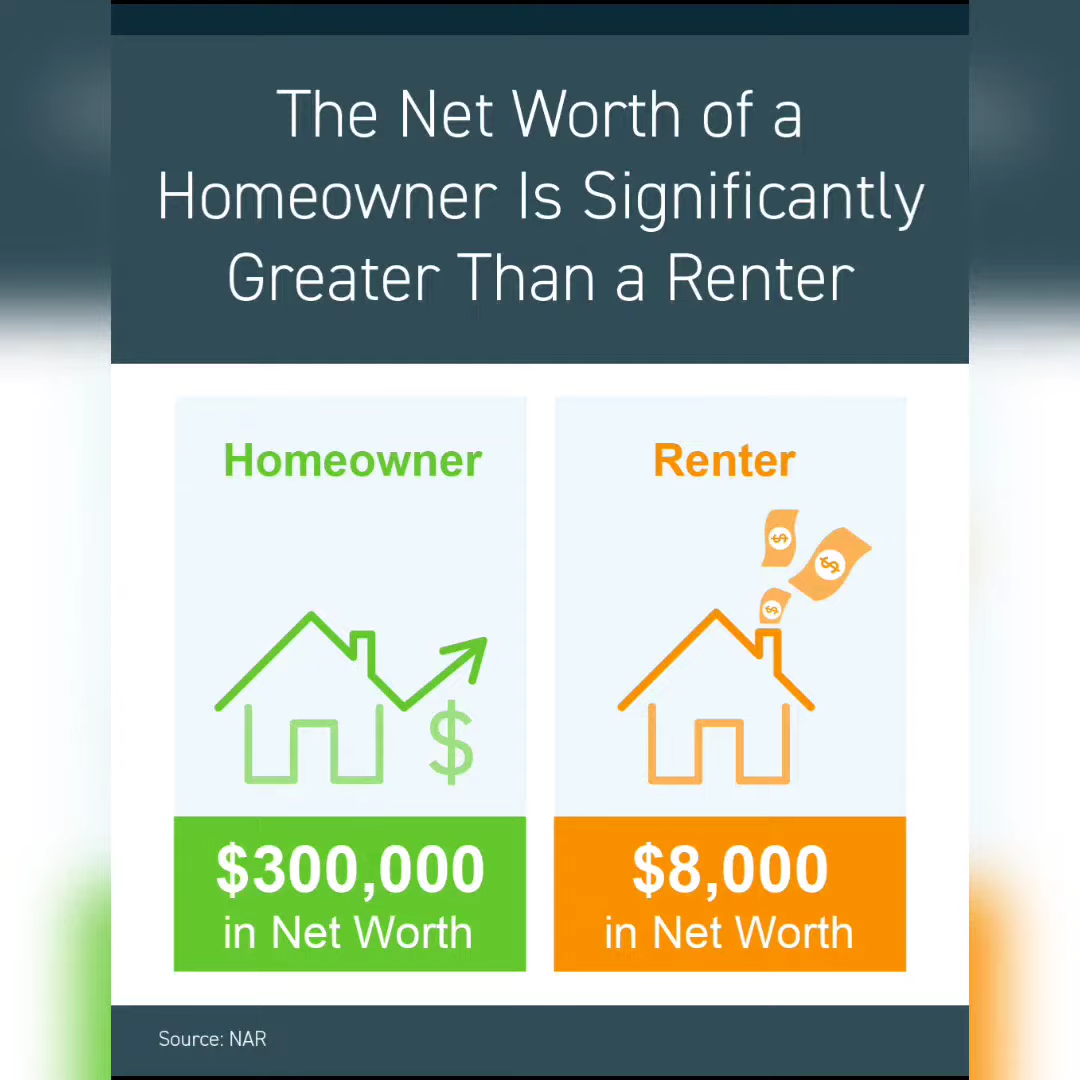 The Net Worth of a
Homeowner Is Significantly
Greater Than a Renter
Homeowner
$
$300,000
in Net Worth
Renter
$
$
$
$8,000
in Net Worth
Source: NAR